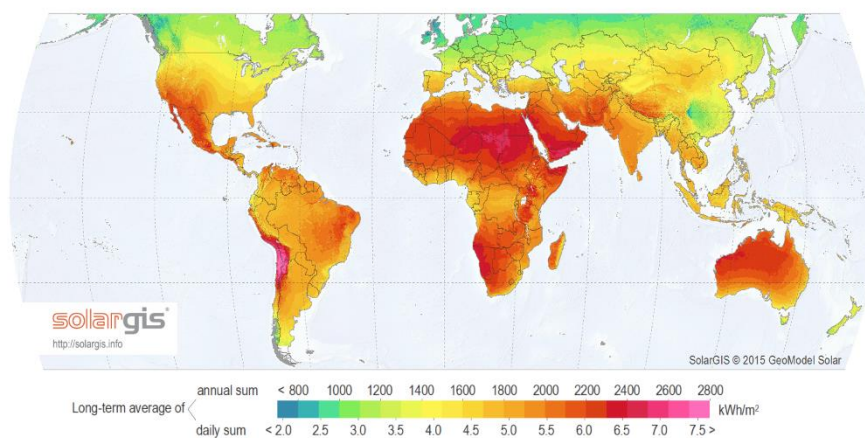 solargis
http://solargis.info
SolarGIS © 2015 GeoModel Solar
Long-term average of
annual sum < 800 1000 1200 1400 1600 1800 2000 2200 2400 2600 2800
kWh/m²
daily sum < 2.0 2.5 3.0 3.5 4.0 4.5 5.0 5.5 6.0 6.5 7.0 7.5 >